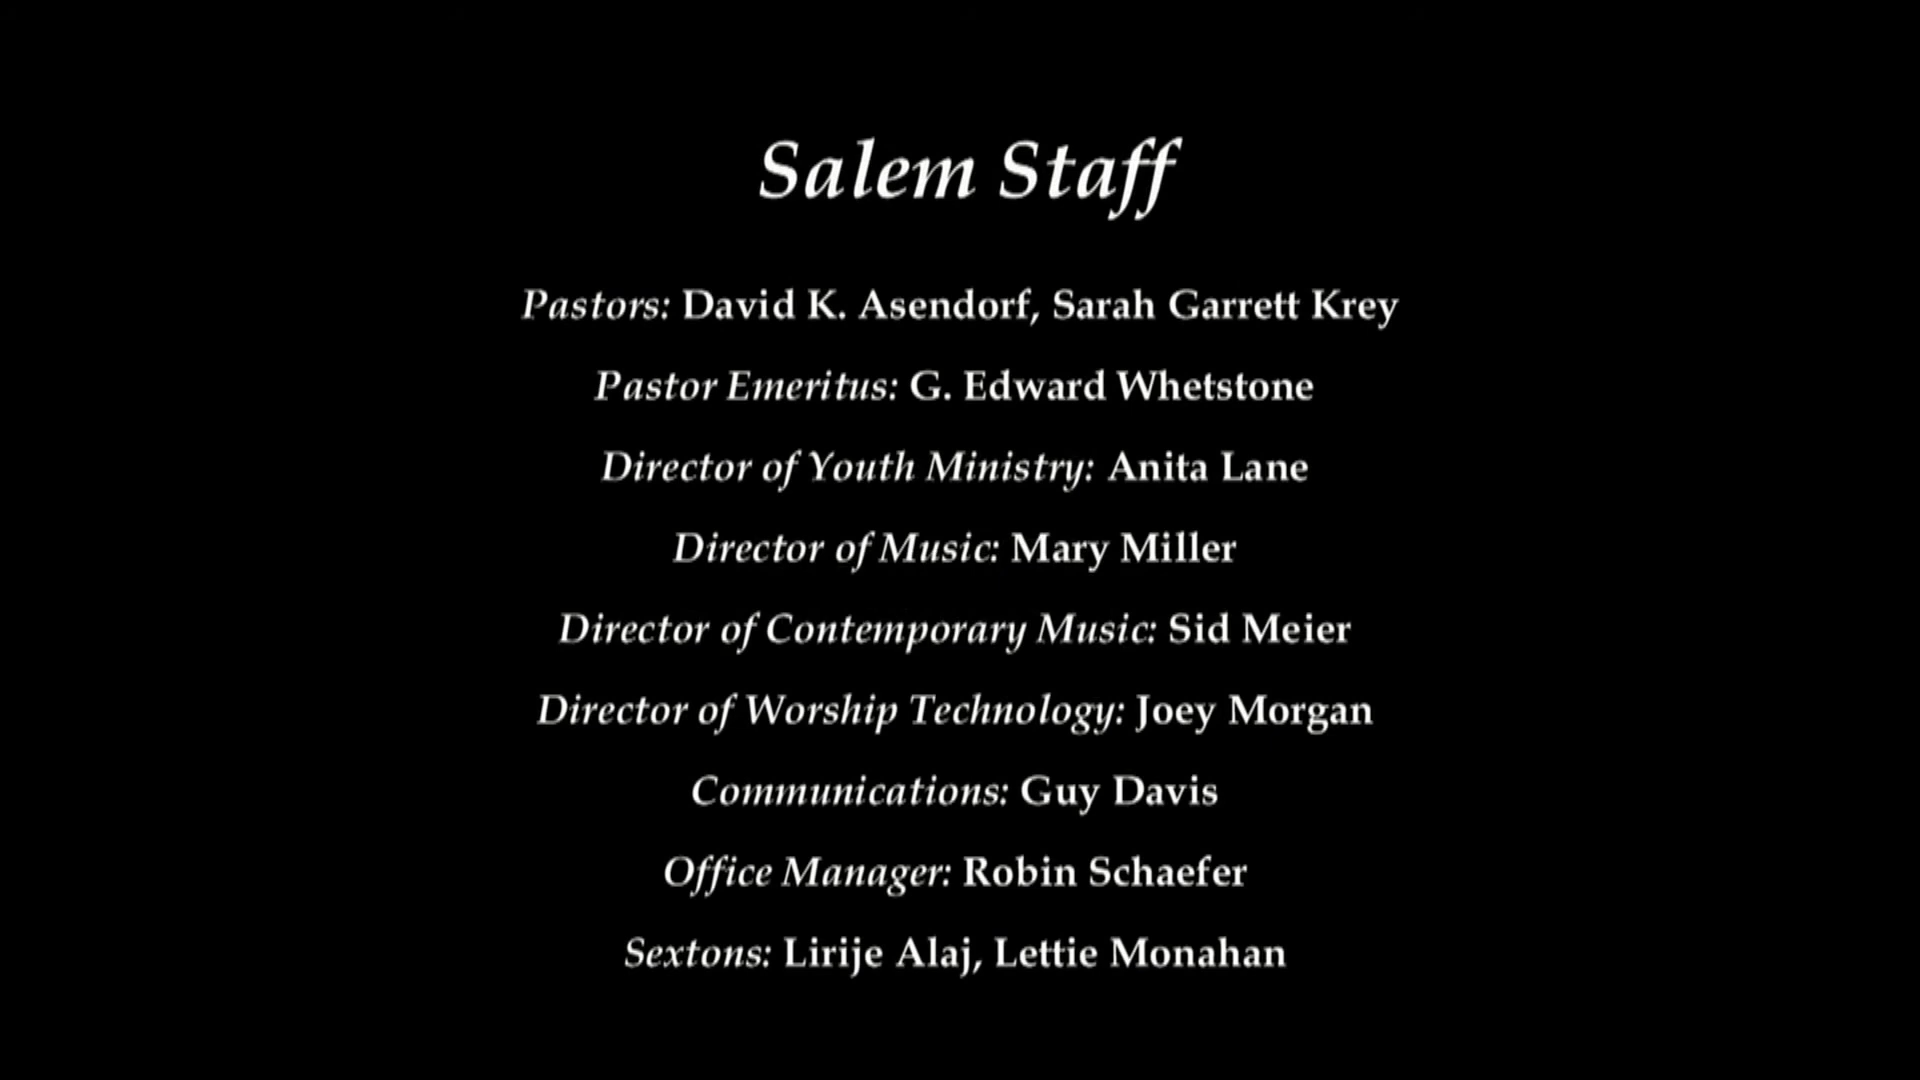 Salem Staff
Pastors: David K. Asendorf, Sarah Garrett Krey
Pastor Emeritus: G. Edward Whetstone
Director of Youth Ministry: Anita Lane
Director of Music: Mary Miller
Director of Contemporary Music: Sid Meier
Director of Worship Technology: Joey Morgan
Communications: Guy Davis
Office Manager: Robin Schaefer
Sextons: Lirije Alaj, Lettie Monahan